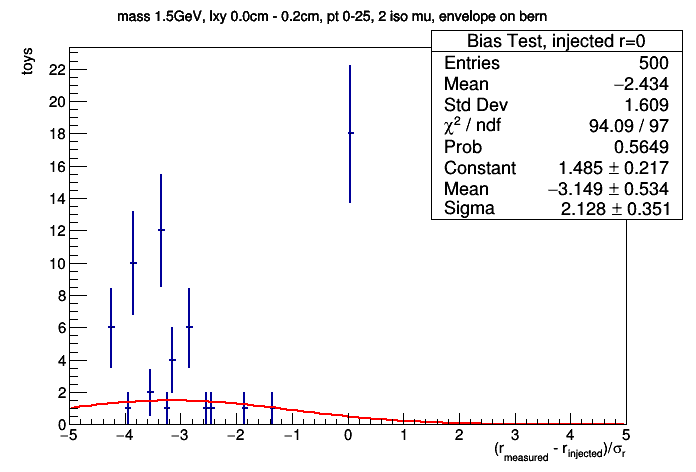 mass 1.5GeV, lxy 0.0cm - 0.2cm, pt 0-25, 2 iso mu, envelope on bern
Bias Test, injected r=0
Entries 500
Mean −2.434
Std Dev 1.609
χ² / ndf 94.09 / 97
Prob 0.5649
Constant 1.485 ± 0.217
Mean −3.149 ± 0.534
Sigma 2.128 ± 0.351
toys
22
20
18
16
14
12
10
8
6
4
2
0
−5 −4 −3 −2 −1 0 1 2 3 4 5
(r_measured - r_injected)/σ_r